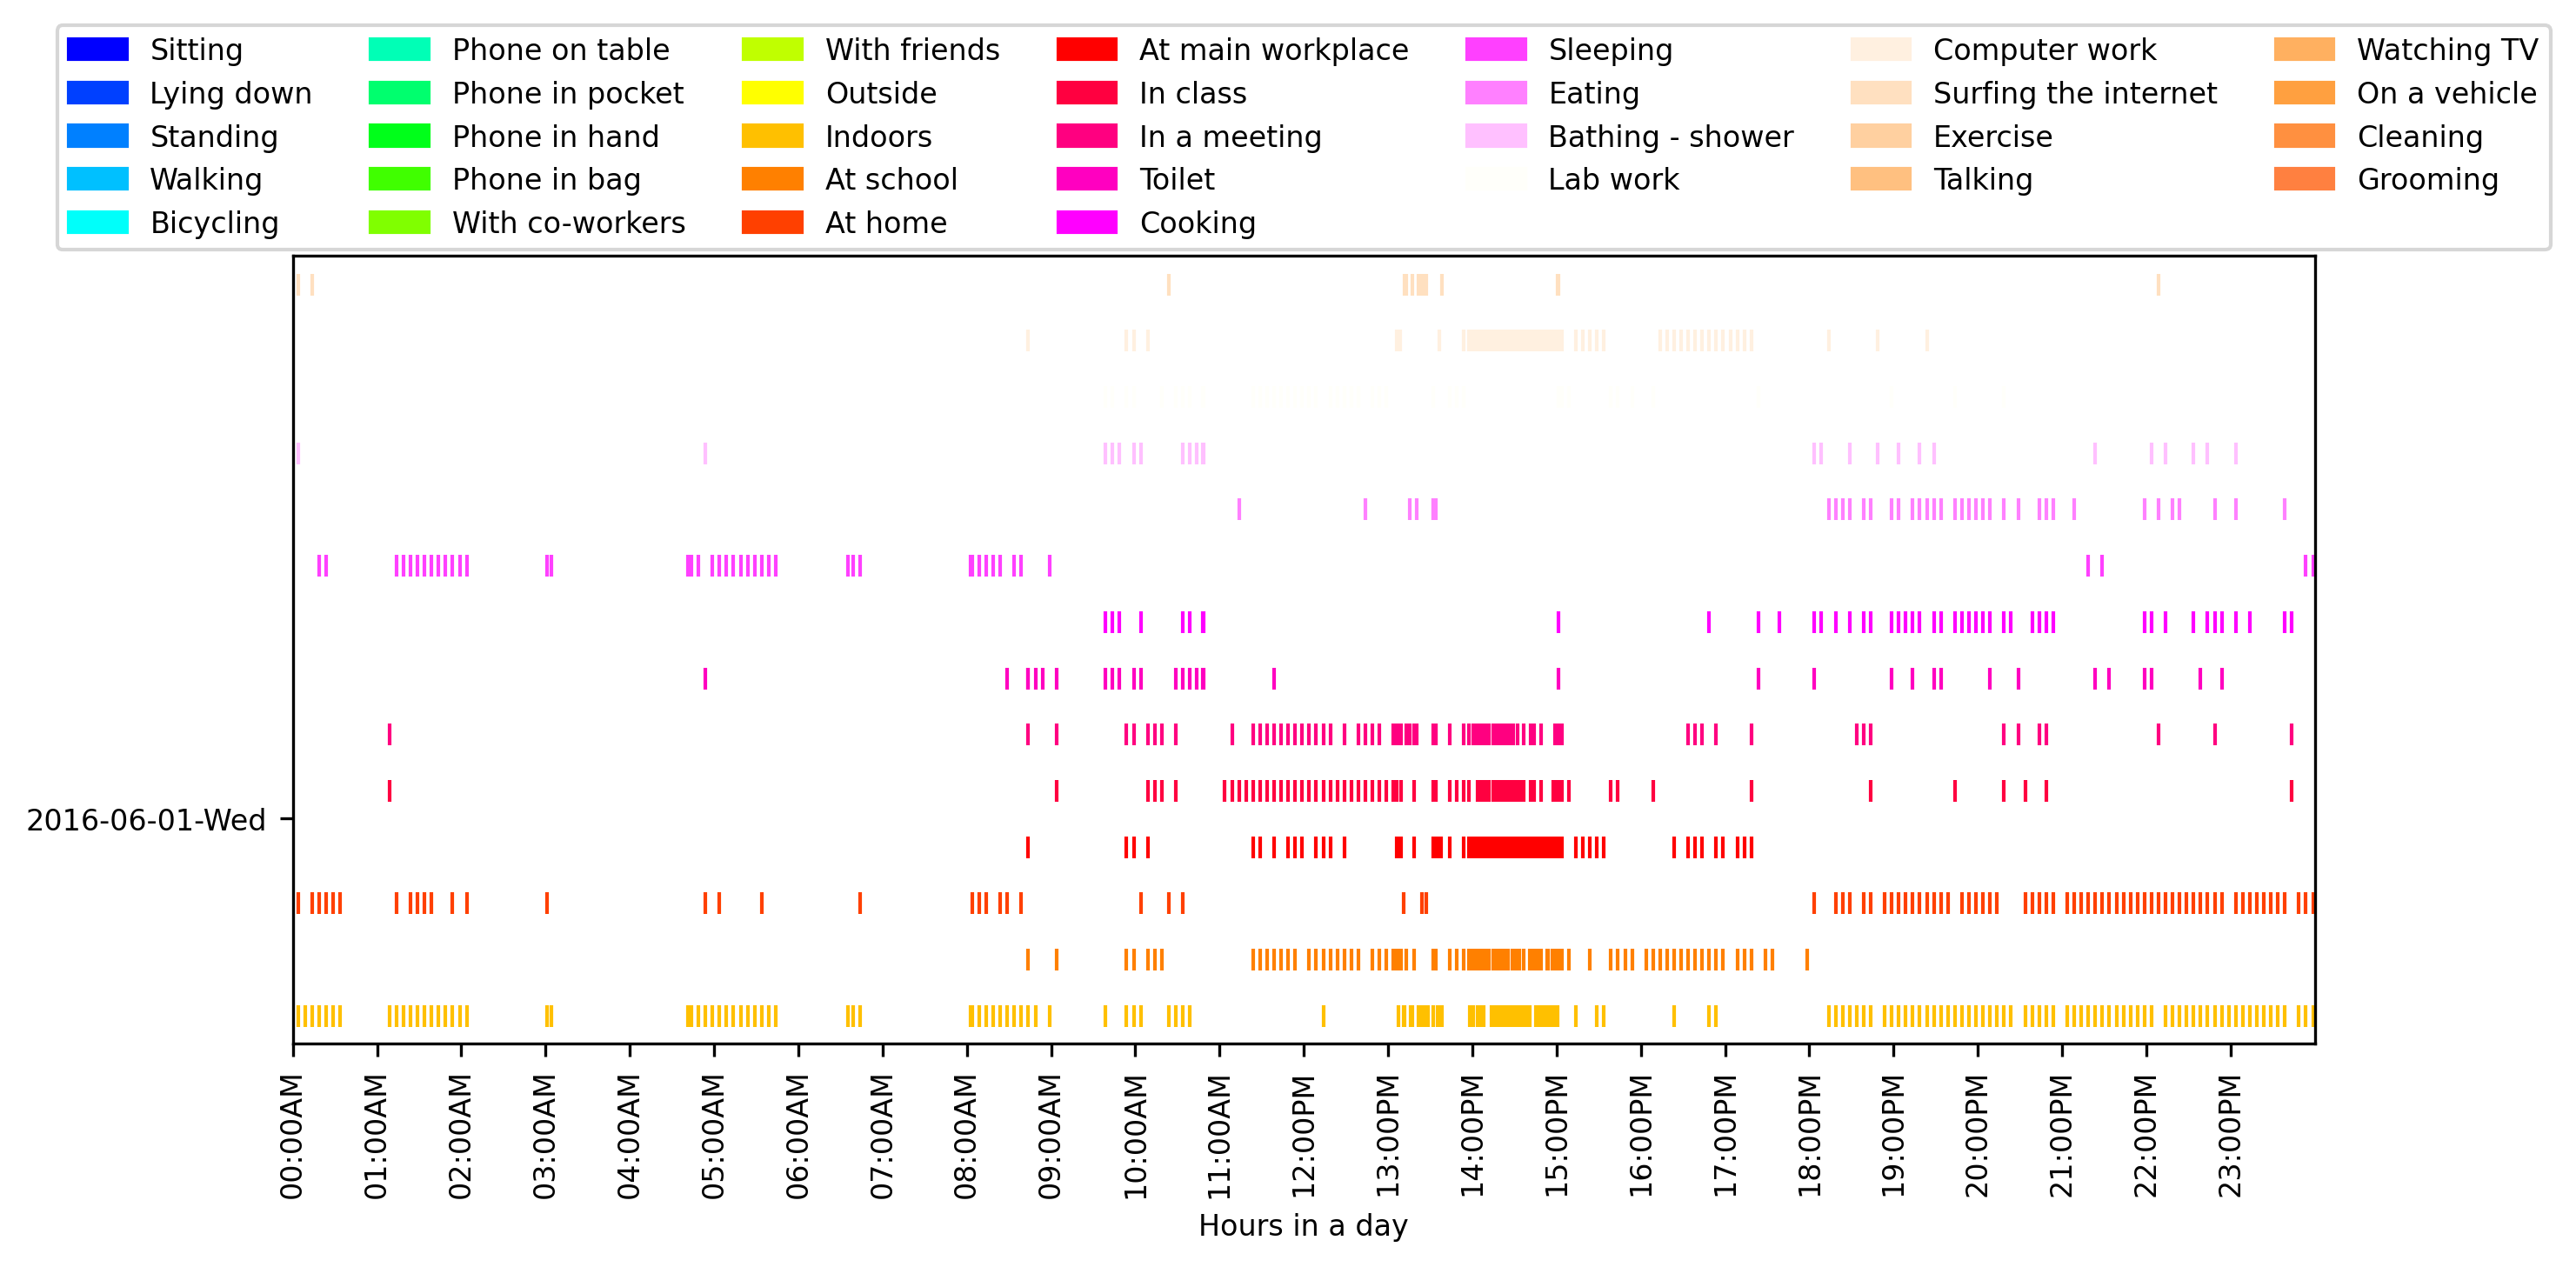 Sitting
Lying down
Standing
Walking
Bicycling
Phone on table
Phone in pocket
Phone in hand
Phone in bag
With co-workers
With friends
Outside
Indoors
At school
At home
At main workplace
In class
In a meeting
Toilet
Cooking
Sleeping
Eating
Bathing - shower
Lab work
Computer work
Surfing the internet
Exercise
Talking
Watching TV
On a vehicle
Cleaning
Grooming
2016-06-01-Wed
00:00AM
01:00AM
02:00AM
03:00AM
04:00AM
05:00AM
06:00AM
07:00AM
08:00AM
09:00AM
10:00AM
11:00AM
12:00PM
13:00PM
14:00PM
15:00PM
16:00PM
17:00PM
18:00PM
19:00PM
20:00PM
21:00PM
22:00PM
23:00PM
Hours in a day